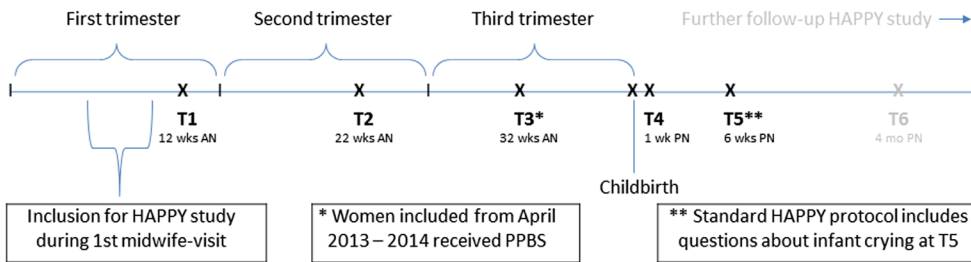 First trimester Second trimester Third trimester Further follow-up HAPPY study
X X X X X X X
T1 T2 T3* T4 T5** T6
12 wks AN 22 wks AN 32 wks AN 1 wk PN 6 wks PN 4 mo PN
Childbirth
Inclusion for HAPPY study
during 1st midwife-visit
* Women included from April
2013 – 2014 received PPBS
** Standard HAPPY protocol includes
questions about infant crying at T5